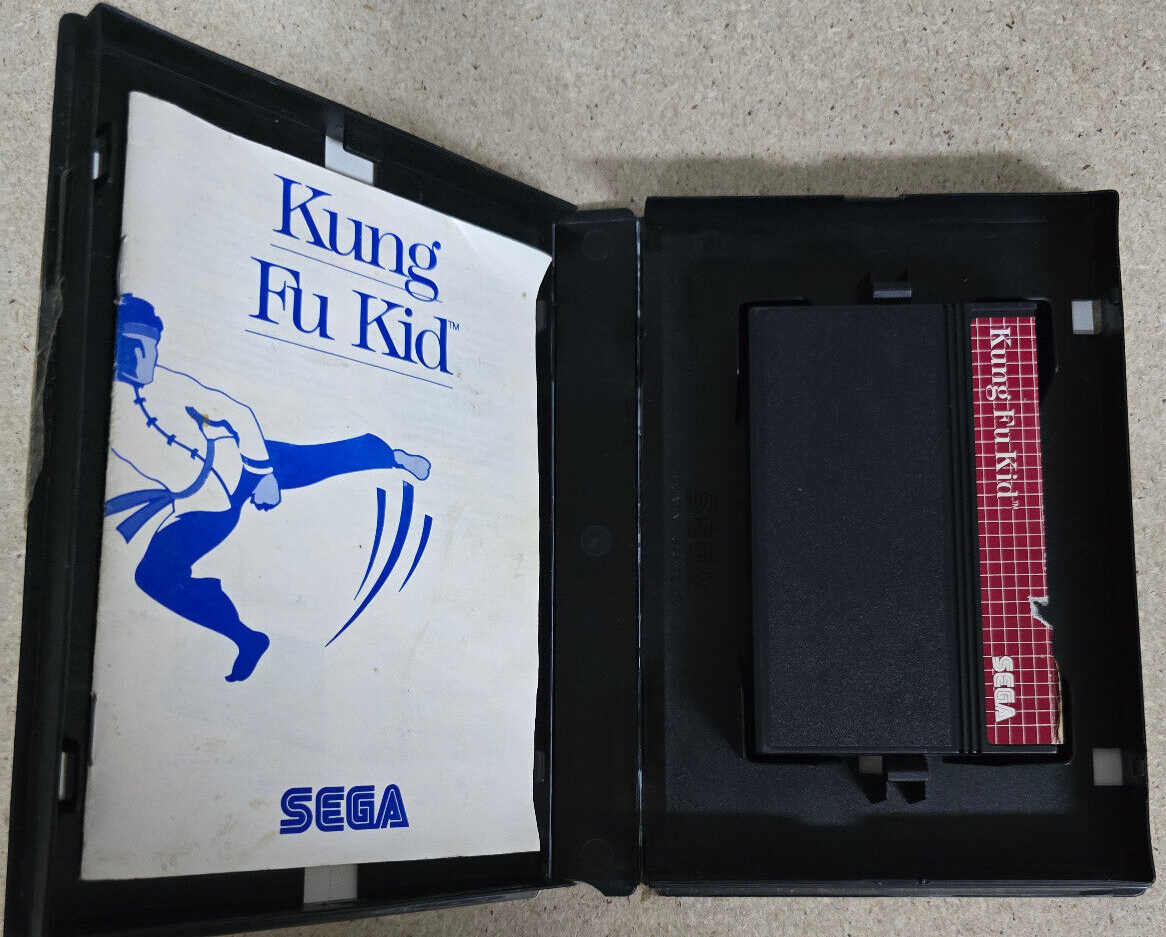 Kung
Fu Kid™
SEGA
Kung Fu Kid™
SEGA
SEGA